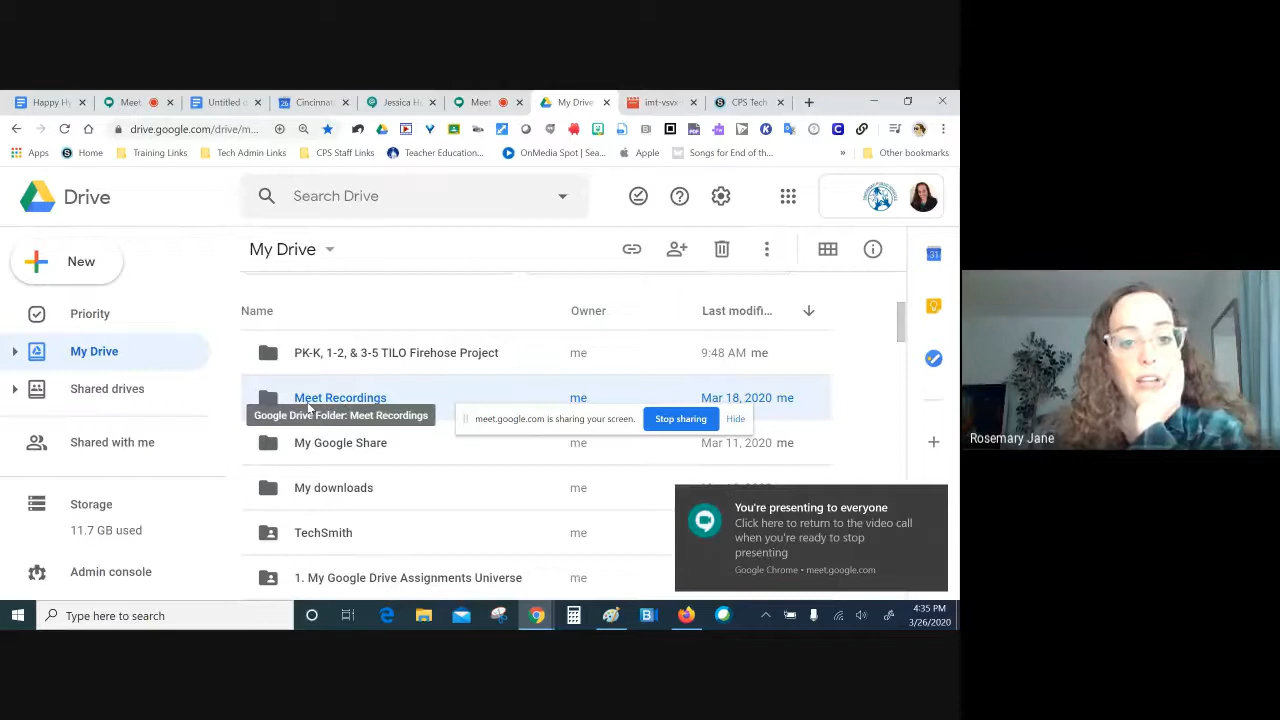 Happy Hy
Meet
Untitled d
Cincinnat
Jessica Hu
Meet
My Drive
imt-vsvx-
CPS Tech
drive.google.com/drive/m...
Apps
Home
Training Links
Tech Admin Links
CPS Staff Links
Teacher Education...
OnMedia Spot | Sea...
Apple
Songs for End of th...
»
Other bookmarks
Drive
Search Drive
My Drive
New
Priority
My Drive
Shared drives
Shared with me
Storage
11.7 GB used
Admin console
Name Owner Last modifi...
PK-K, 1-2, & 3-5 TILO Firehose Project 9:48 AM me
Meet Recordings me Mar 18, 2020 me
Google Drive Folder: Meet Recordings
meet.google.com is sharing your screen. Stop sharing Hide
My Google Share me Mar 11, 2020 me
My downloads me
TechSmith me
1. My Google Drive Assignments Universe me
You're presenting to everyone
Click here to return to the video call
when you're ready to stop
presenting
Google Chrome • meet.google.com
31
Rosemary Jane
Type here to search
4:35 PM
3/26/2020